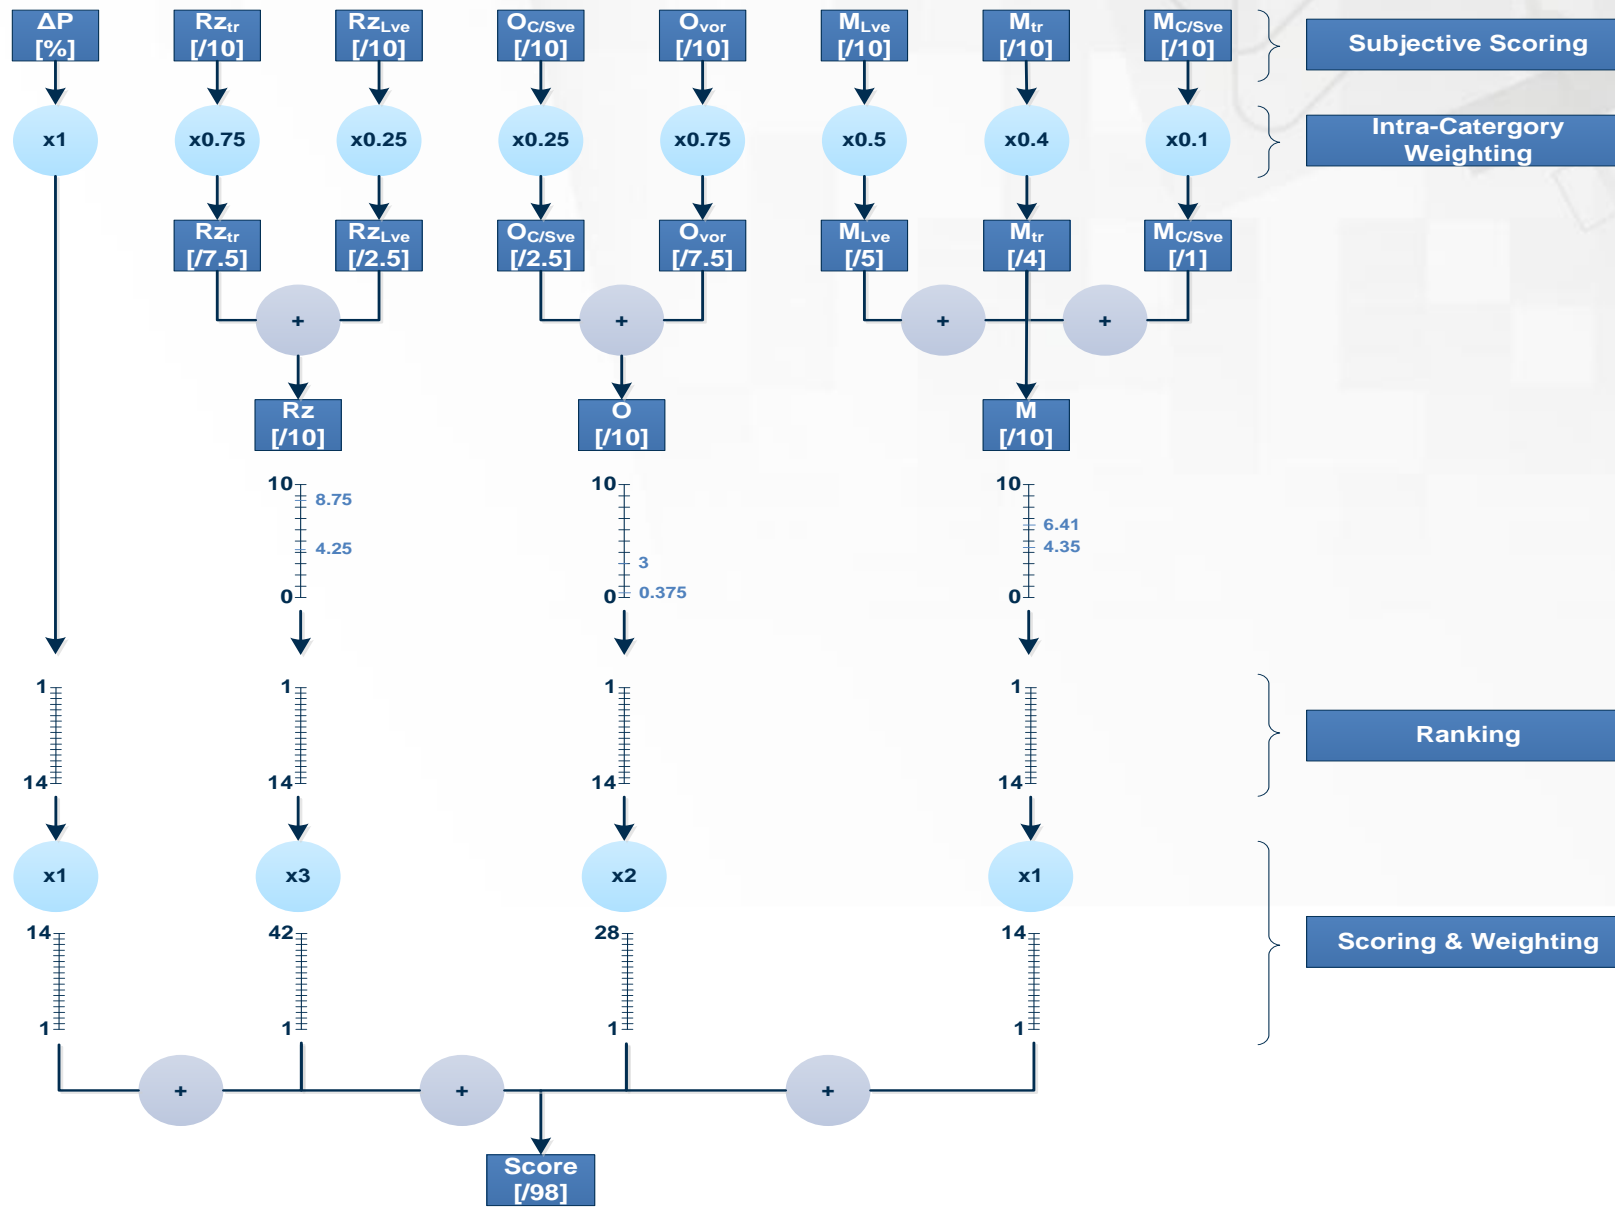 ΔP [%]
Rztr [/10]
RzLve [/10]
OC/Sve [/10]
Ovor [/10]
MLve [/10]
Mtr [/10]
MC/Sve [/10]
Subjective Scoring
x1
x0.75
x0.25
x0.25
x0.75
x0.5
x0.4
x0.1
Intra-Catergory
Weighting
Rztr [/7.5]
RzLve [/2.5]
OC/Sve [/2.5]
Ovor [/7.5]
MLve [/5]
Mtr [/4]
MC/Sve [/1]
+
+
+
+
Rz [/10]
O [/10]
M [/10]
10
8.75
4.25
0
10
3
0.375
0
10
6.41
4.35
0
1
14
1
14
1
14
1
14
Ranking
x1
x3
x2
x1
14
1
42
1
28
1
14
1
Scoring & Weighting
+
+
+
Score
[/98]